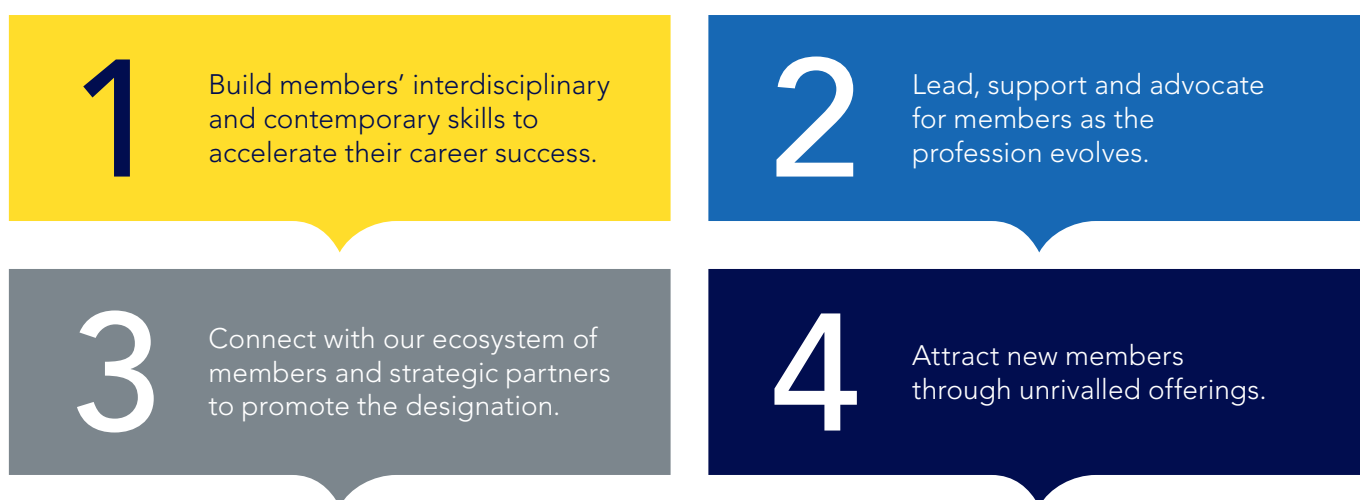 1
Build members’ interdisciplinary
and contemporary skills to
accelerate their career success.
2
Lead, support and advocate
for members as the
profession evolves.
3
Connect with our ecosystem of
members and strategic partners
to promote the designation.
4
Attract new members
through unrivalled offerings.